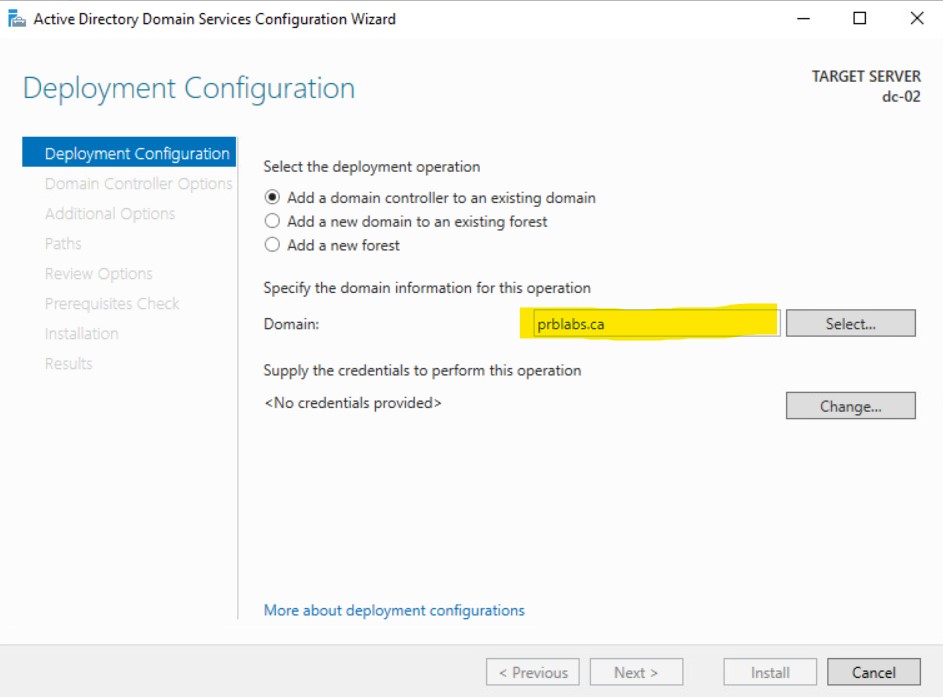 Active Directory Domain Services Configuration Wizard
Deployment Configuration
TARGET SERVER
dc-02
Deployment Configuration
Domain Controller Options
Additional Options
Paths
Review Options
Prerequisites Check
Installation
Results
Select the deployment operation
Add a domain controller to an existing domain
Add a new domain to an existing forest
Add a new forest
Specify the domain information for this operation
Domain: prblabs.ca Select...
Supply the credentials to perform this operation
<No credentials provided> Change...
More about deployment configurations
< Previous Next > Install Cancel